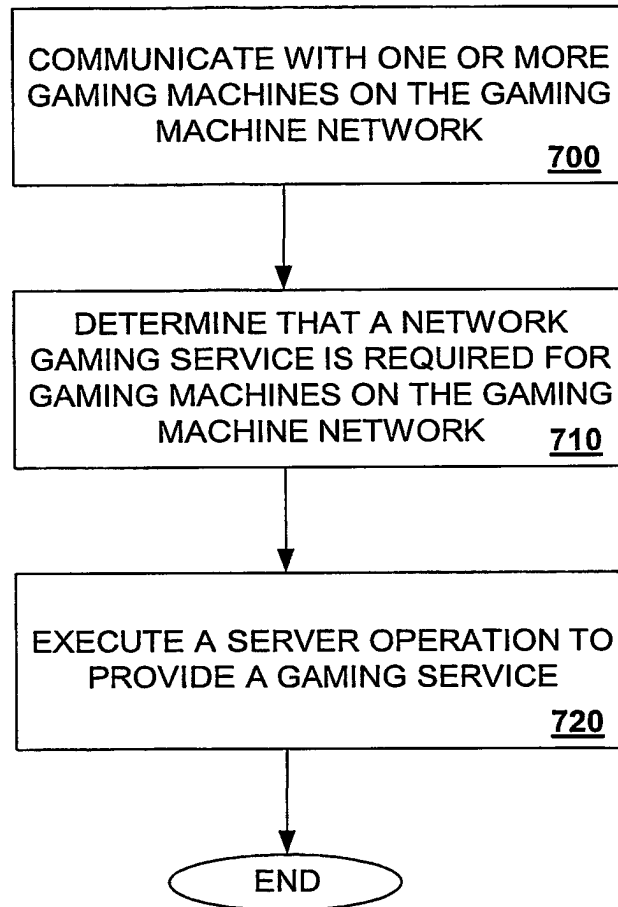 COMMUNICATE WITH ONE OR MORE
GAMING MACHINES ON THE GAMING
MACHINE NETWORK
700
DETERMINE THAT A NETWORK
GAMING SERVICE IS REQUIRED FOR
GAMING MACHINES ON THE GAMING
MACHINE NETWORK
710
EXECUTE A SERVER OPERATION TO
PROVIDE A GAMING SERVICE
720
END